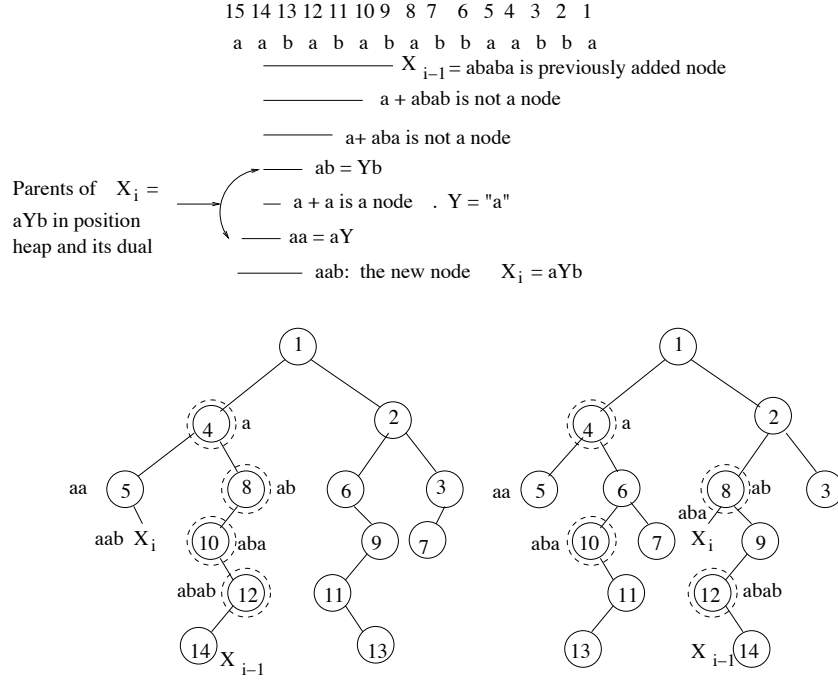 15 14 13 12 11 10 9 8 7 6 5 4 3 2 1
a a b a b a b a b b a a b b a
X i−1 = ababa is previously added node
a + abab is not a node
a+ aba is not a node
ab = Yb
Parents of X i =
aYb in position
heap and its dual
a + a is a node . Y = "a"
aa = aY
aab: the new node X i = aYb
1
4 a 2
aa 5 8 ab 6 3
aab X i 10 aba 9 7
abab 12 11
14 X i−1 13
1
4 a 2
aa 5 6 8 ab 3
aba
aba 10 7 X i 9
11 12 abab
13 X i−1 14